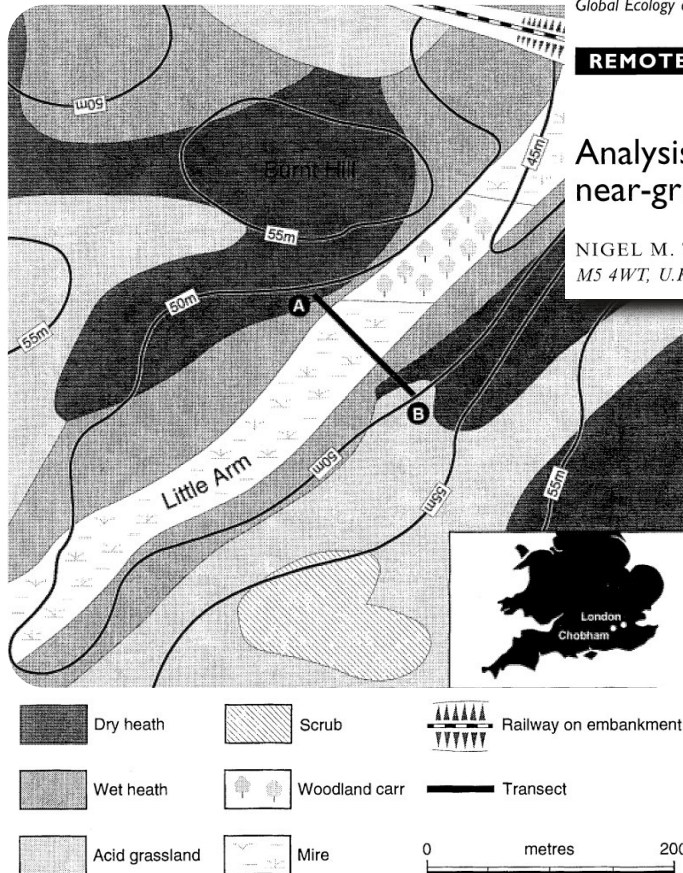 Global Ecology
REMOTE
Analysis
near-gr
NIGEL M.
M5 4WT, U.K
50m
Burnt Hill
45m
55m
50m
A
55m
B
Little Arm
50m
55m
55m
London
Chobham
Dry heath
Scrub
Railway on embankment
Wet heath
Woodland carr
Transect
Acid grassland
Mire
0 metres 200